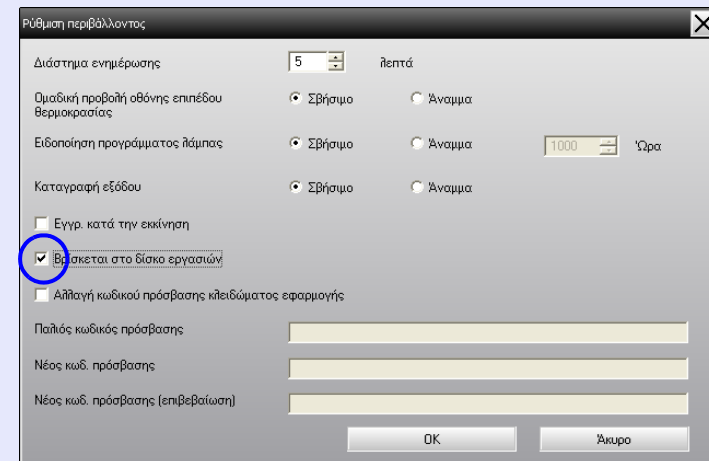 Ρύθμιση περιβάλλοντος
Διάστημα ενημέρωσης 5 λεπτά
Ομαδική προβολή οθόνης επιπέδου
θερμοκρασίας
Σβήσιμο Άναμμα
Ειδοποίηση προγράμματος λάμπας Σβήσιμο Άναμμα 1000 Ώρα
Καταγραφή εξόδου Σβήσιμο Άναμμα
Εγγρ. κατά την εκκίνηση
Βρίσκεται στο δίσκο εργασιών
Αλλαγή κωδικού πρόσβασης κλειδώματος εφαρμογής
Παλιός κωδικός πρόσβασης
Νέος κωδ. πρόσβασης
Νέος κωδ. πρόσβασης (επιβεβαίωση)
OK Άκυρο